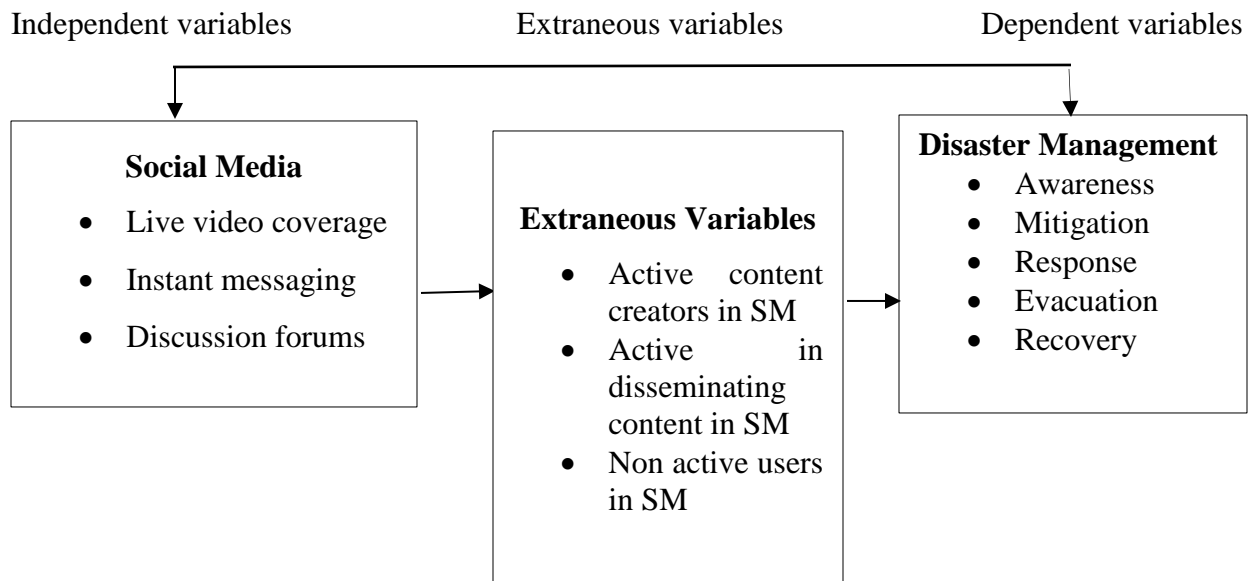 Independent variables
Extraneous variables
Dependent variables
Social Media
• Live video coverage
• Instant messaging
• Discussion forums
Extraneous Variables
• Active content
creators in SM
• Active in
disseminating
content in SM
• Non active users
in SM
Disaster Management
• Awareness
• Mitigation
• Response
• Evacuation
• Recovery